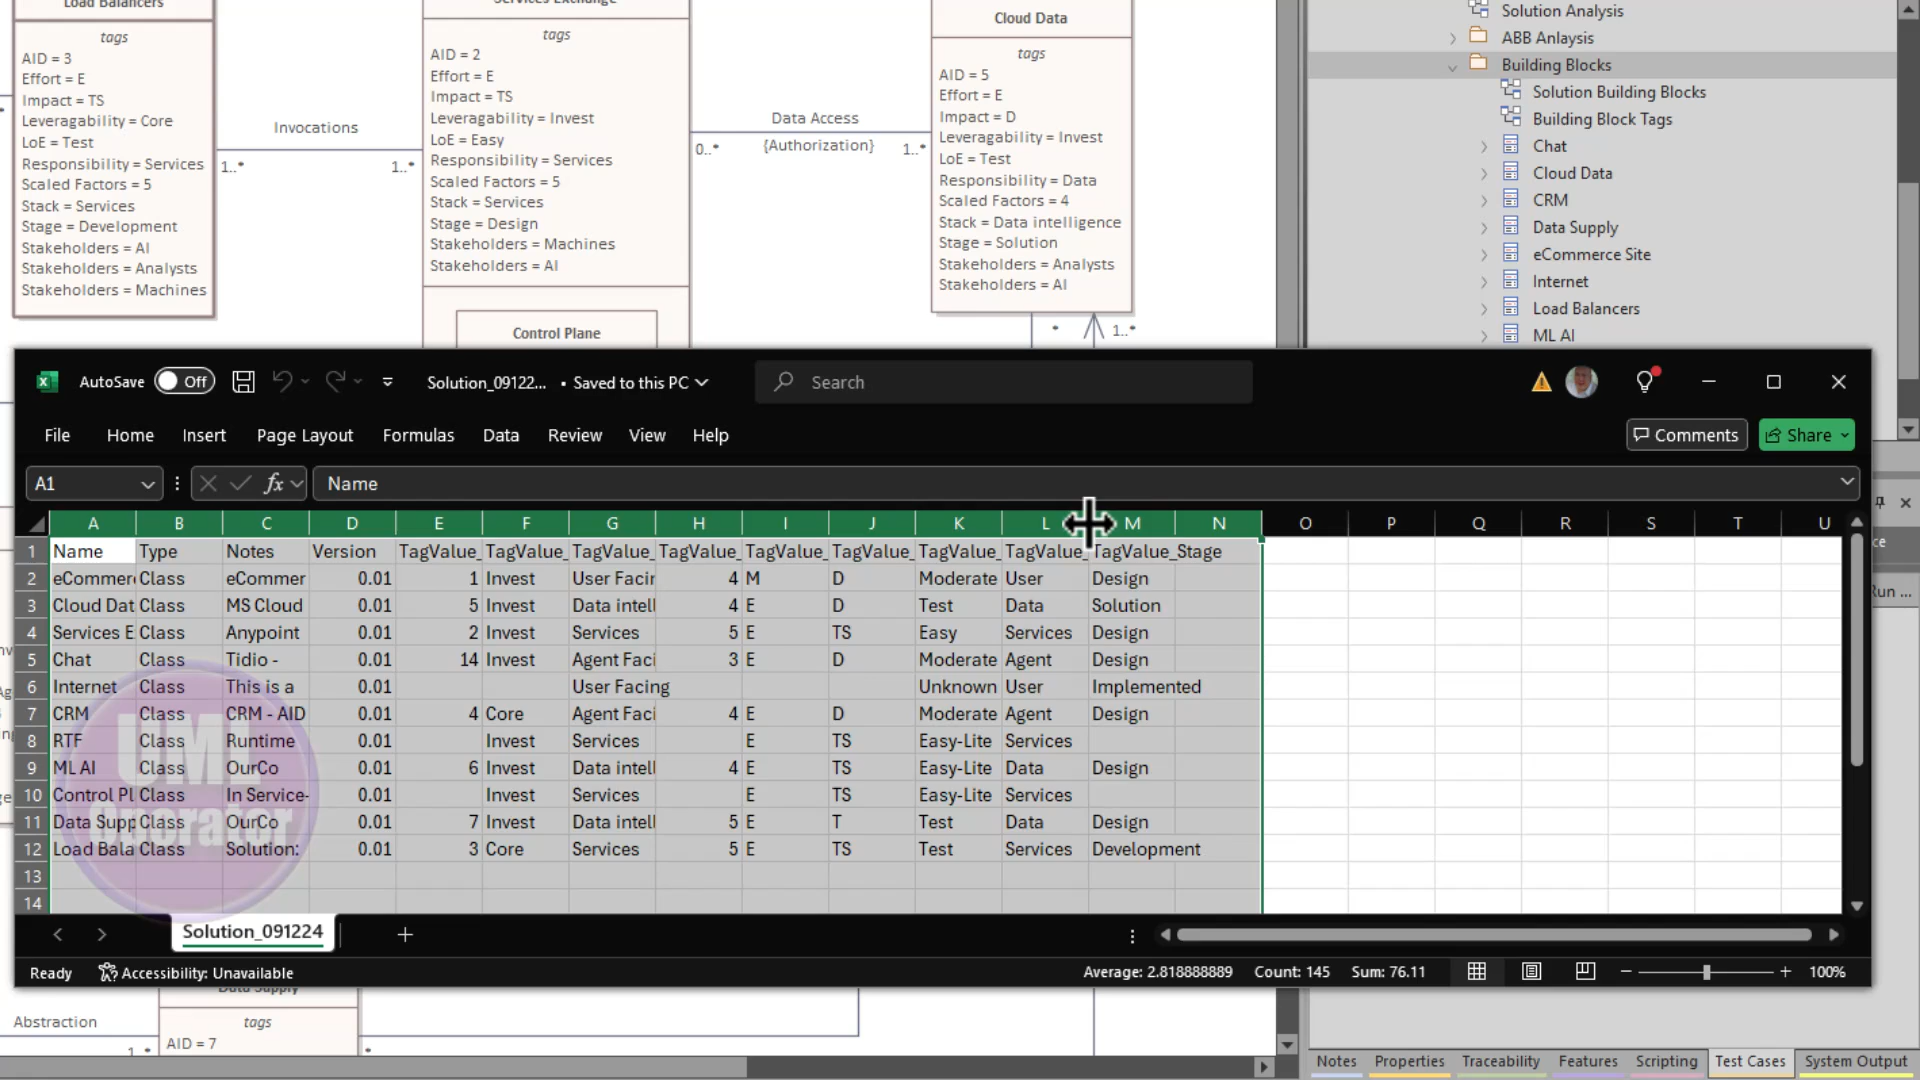 Load Balancers
tags
AID = 3
Effort = E
Impact = TS
Leveragability = Core
LoE = Test
Responsibility = Services
Scaled Factors = 5
Stack = Services
Stage = Development
Stakeholders = AI
Stakeholders = Analysts
Stakeholders = Machines
Invocations
1..*
1..*
Services Exchange
tags
AID = 2
Effort = E
Impact = TS
Leveragability = Invest
LoE = Easy
Responsibility = Services
Scaled Factors = 5
Stack = Services
Stage = Design
Stakeholders = Machines
Stakeholders = AI
Control Plane
Data Access
{Authorization}
0..*
1..*
Cloud Data
tags
AID = 5
Effort = E
Impact = D
Leveragability = Invest
LoE = Test
Responsibility = Data
Scaled Factors = 4
Stack = Data intelligence
Stage = Solution
Stakeholders = Analysts
Stakeholders = AI
* 1..*
Solution Analysis
ABB Anlaysis
Building Blocks
Solution Building Blocks
Building Block Tags
Chat
Cloud Data
CRM
Data Supply
eCommerce Site
Internet
Load Balancers
ML AI
AutoSave Off Solution_09122... • Saved to this PC Search
File Home Insert Page Layout Formulas Data Review View Help Comments Share
A1 fx Name
A B C D E F G H I J K L M N O P Q R S T U
1 Name Type Notes Version TagValue_ TagValue_ TagValue_ TagValue_ TagValue_ TagValue_ TagValue_ TagValue_ TagValue_Stage
2 eCommer Class eCommer 0.01 1 Invest User Facin 4 M D Moderate User Design
3 Cloud Dat Class MS Cloud 0.01 5 Invest Data intell 4 E D Test Data Solution
4 Services E Class Anypoint 0.01 2 Invest Services 5 E TS Easy Services Design
5 Chat Class Tidio - 0.01 14 Invest Agent Faci 3 E D Moderate Agent Design
6 Internet Class This is a 0.01 User Facing Unknown User Implemented
7 CRM Class CRM - AID 0.01 4 Core Agent Faci 4 E D Moderate Agent Design
8 RTF Class Runtime 0.01 Invest Services E TS Easy-Lite Services
9 ML AI Class OurCo 0.01 6 Invest Data intell 4 E TS Easy-Lite Data Design
10 Control Pl Class In Service- 0.01 Invest Services E TS Easy-Lite Services
11 Data Supp Class OurCo 0.01 7 Invest Data intell 5 E T Test Data Design
12 Load Bala Class Solution: 0.01 3 Core Services 5 E TS Test Services Development
13
14
UML
Operator
Solution_091224
Ready Accessibility: Unavailable Average: 2.818888889 Count: 145 Sum: 76.11 100%
Data Supply
tags
AID = 7
Abstraction
1..*
*
Notes Properties Traceability Features Scripting Test Cases System Output